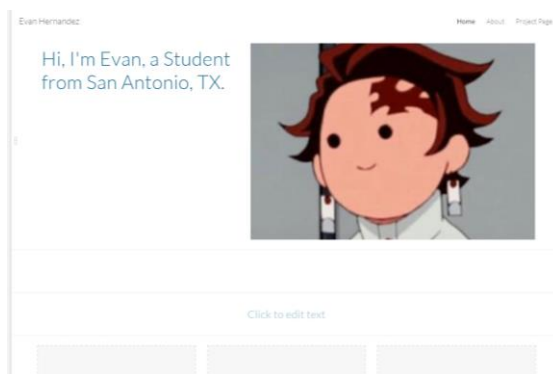 Evan Hernandez
Home About Project Page
Hi, I'm Evan, a Student
from San Antonio, TX.
Click to edit text